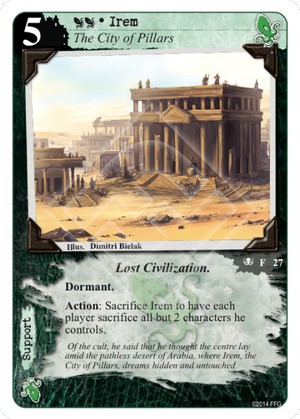 5
• Irem
The City of Pillars
Illus. Dimitri Bielak
F 27
Lost Civilization.
Dormant.
Action: Sacrifice Irem to have each
player sacrifice all but 2 characters he
controls.
Of the cult, he said that he thought the centre lay
amid the pathless desert of Arabia, where Irem, the
City of Pillars, dreams hidden and untouched
Support
©2014 FFG